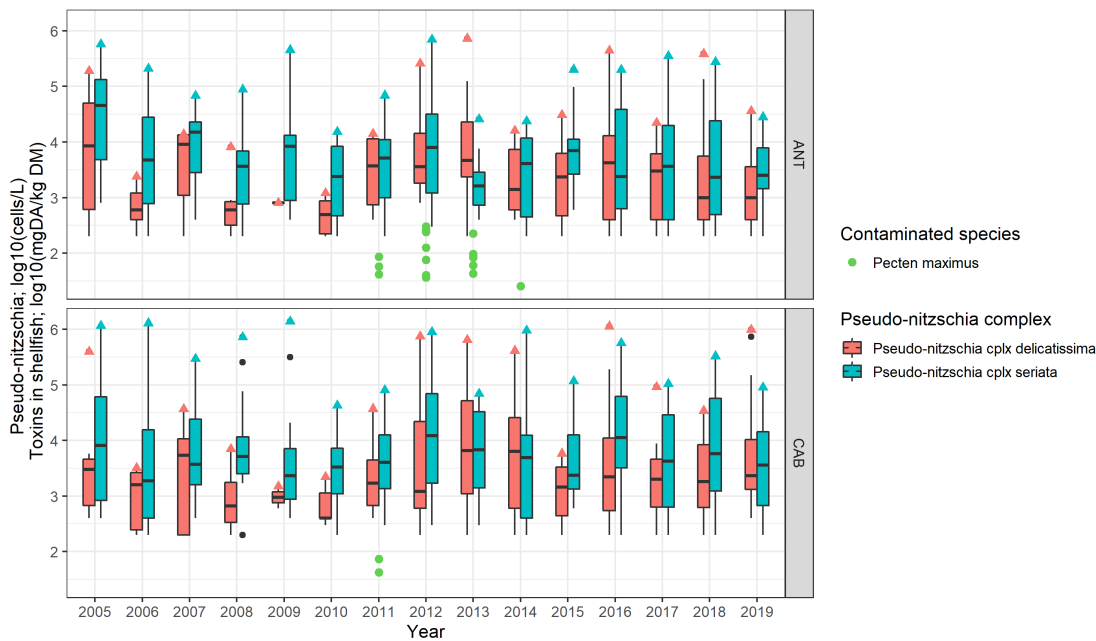 Pseudo-nitzschia; log10(cells/L)
Toxins in shellfish; log10(mgDA/kg DM)
6
5
4
3
2
ANT
6
5
4
3
2
CAB
2005 2006 2007 2008 2009 2010 2011 2012 2013 2014 2015 2016 2017 2018 2019
Year
Contaminated species
Pecten maximus
Pseudo-nitzschia complex
Pseudo-nitzschia cplx delicatissima
Pseudo-nitzschia cplx seriata